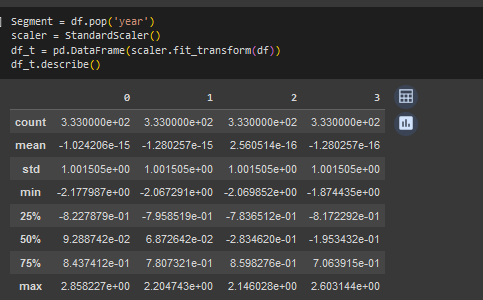 Segment = df.pop('year')
scaler = StandardScaler()
df_t = pd.DataFrame(scaler.fit_transform(df))
df_t.describe()
0 1 2 3
count 3.330000e+02 3.330000e+02 3.330000e+02 3.330000e+02
mean -1.024206e-15 -1.280257e-15 2.560514e-16 -1.280257e-16
std 1.001505e+00 1.001505e+00 1.001505e+00 1.001505e+00
min -2.177987e+00 -2.067291e+00 -2.069852e+00 -1.874435e+00
25% -8.227879e-01 -7.958519e-01 -7.836512e-01 -8.172292e-01
50% 9.288742e-02 6.872642e-02 -2.834620e-01 -1.953432e-01
75% 8.437412e-01 7.807321e-01 8.598276e-01 7.063915e-01
max 2.858227e+00 2.204743e+00 2.146028e+00 2.603144e+00